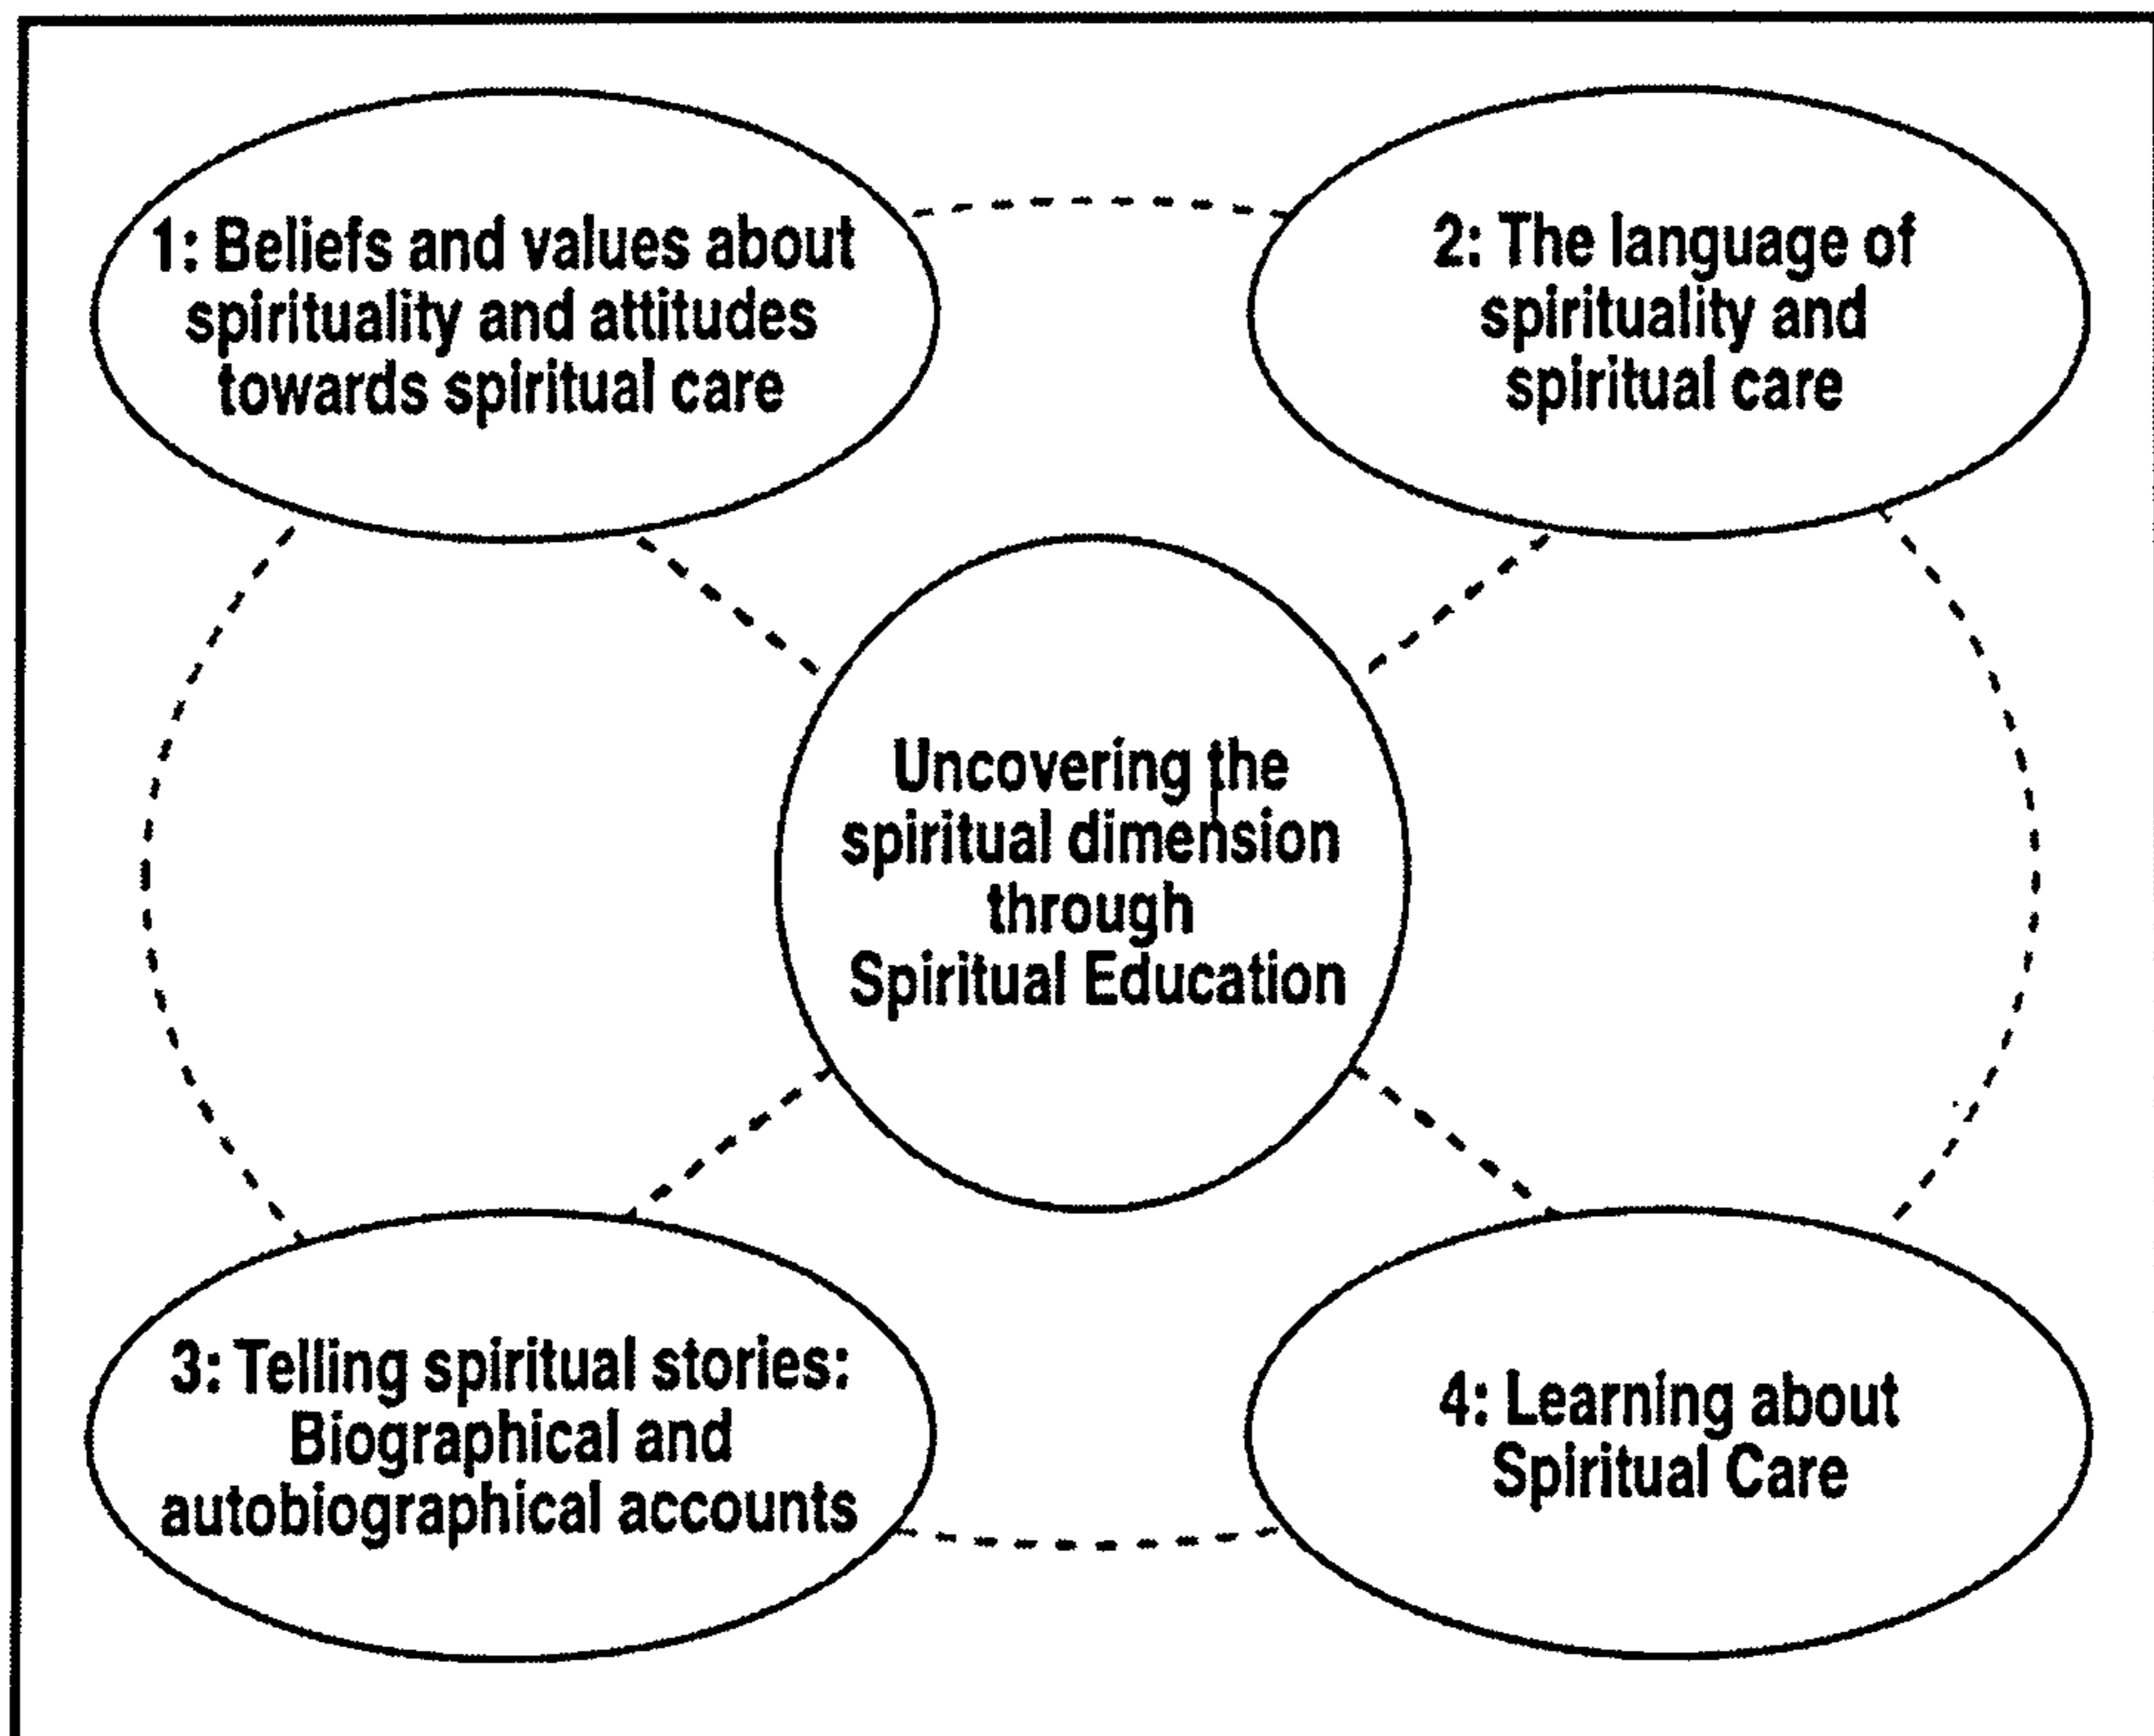 1: Beliefs and values about
spirituality and attitudes
towards spiritual care
2: The language of
spirituality and
spiritual care
Uncovering the
spiritual dimension
through
Spiritual Education
3: Telling spiritual stories:
Biographical and
autobiographical accounts
4: Learning about
Spiritual Care